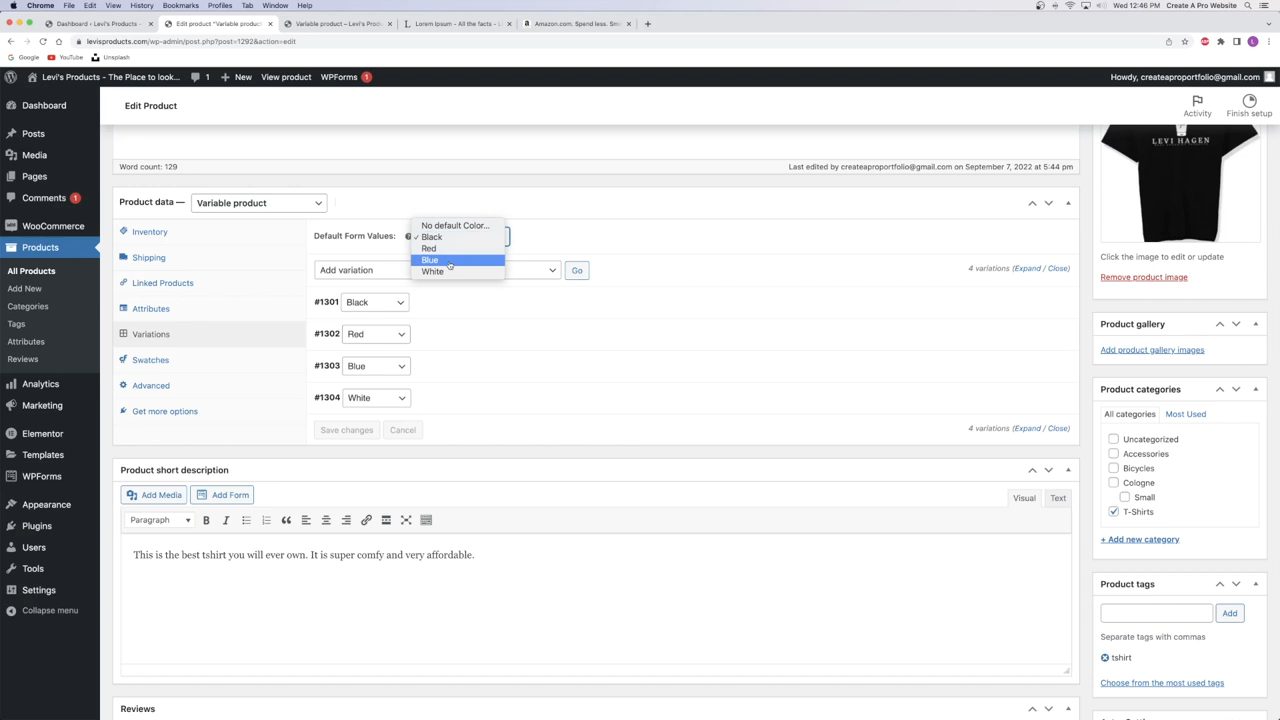 Chrome File Edit View History Bookmarks Profiles Tab Window Help
Wed 12:46 PM Create A Pro Website
Dashboard ‹ Levi's Products -
Edit product "Variable product"
Variable product – Levi's Produ
Lorem Ipsum - All the facts - L
Amazon.com. Spend less. Smi
levisproducts.com/wp-admin/post.php?post=1292&action=edit
L
Google YouTube Unsplash
Levi's Products - The Place to look... 1 New View product WPForms 1
Howdy, createaproportfolio@gmail.com
Dashboard
Posts
Media
Pages
Comments 1
WooCommerce
Products
All Products
Add New
Categories
Tags
Attributes
Reviews
Analytics
Marketing
Elementor
Templates
WPForms
Appearance
Plugins
Users
Tools
Settings
Collapse menu
Edit Product
Activity
Finish setup
Word count: 129
Last edited by createaproportfolio@gmail.com on September 7, 2022 at 5:44 pm
Product data — Variable product
Inventory
Shipping
Linked Products
Attributes
Variations
Swatches
Advanced
Get more options
Default Form Values:
No default Color...
✓ Black
Red
Blue
White
Add variation
Go
4 variations (Expand / Close)
#1301 Black
#1302 Red
#1303 Blue
#1304 White
Save changes Cancel
4 variations (Expand / Close)
Product short description
Add Media Add Form
Visual Text
Paragraph B I
This is the best tshirt you will ever own. It is super comfy and very affordable.
Reviews
LEVI HAGEN
Click the image to edit or update
Remove product image
Product gallery
Add product gallery images
Product categories
All categories Most Used
Uncategorized
Accessories
Bicycles
Cologne
Small
T-Shirts
+ Add new category
Product tags
Add
Separate tags with commas
tshirt
Choose from the most used tags